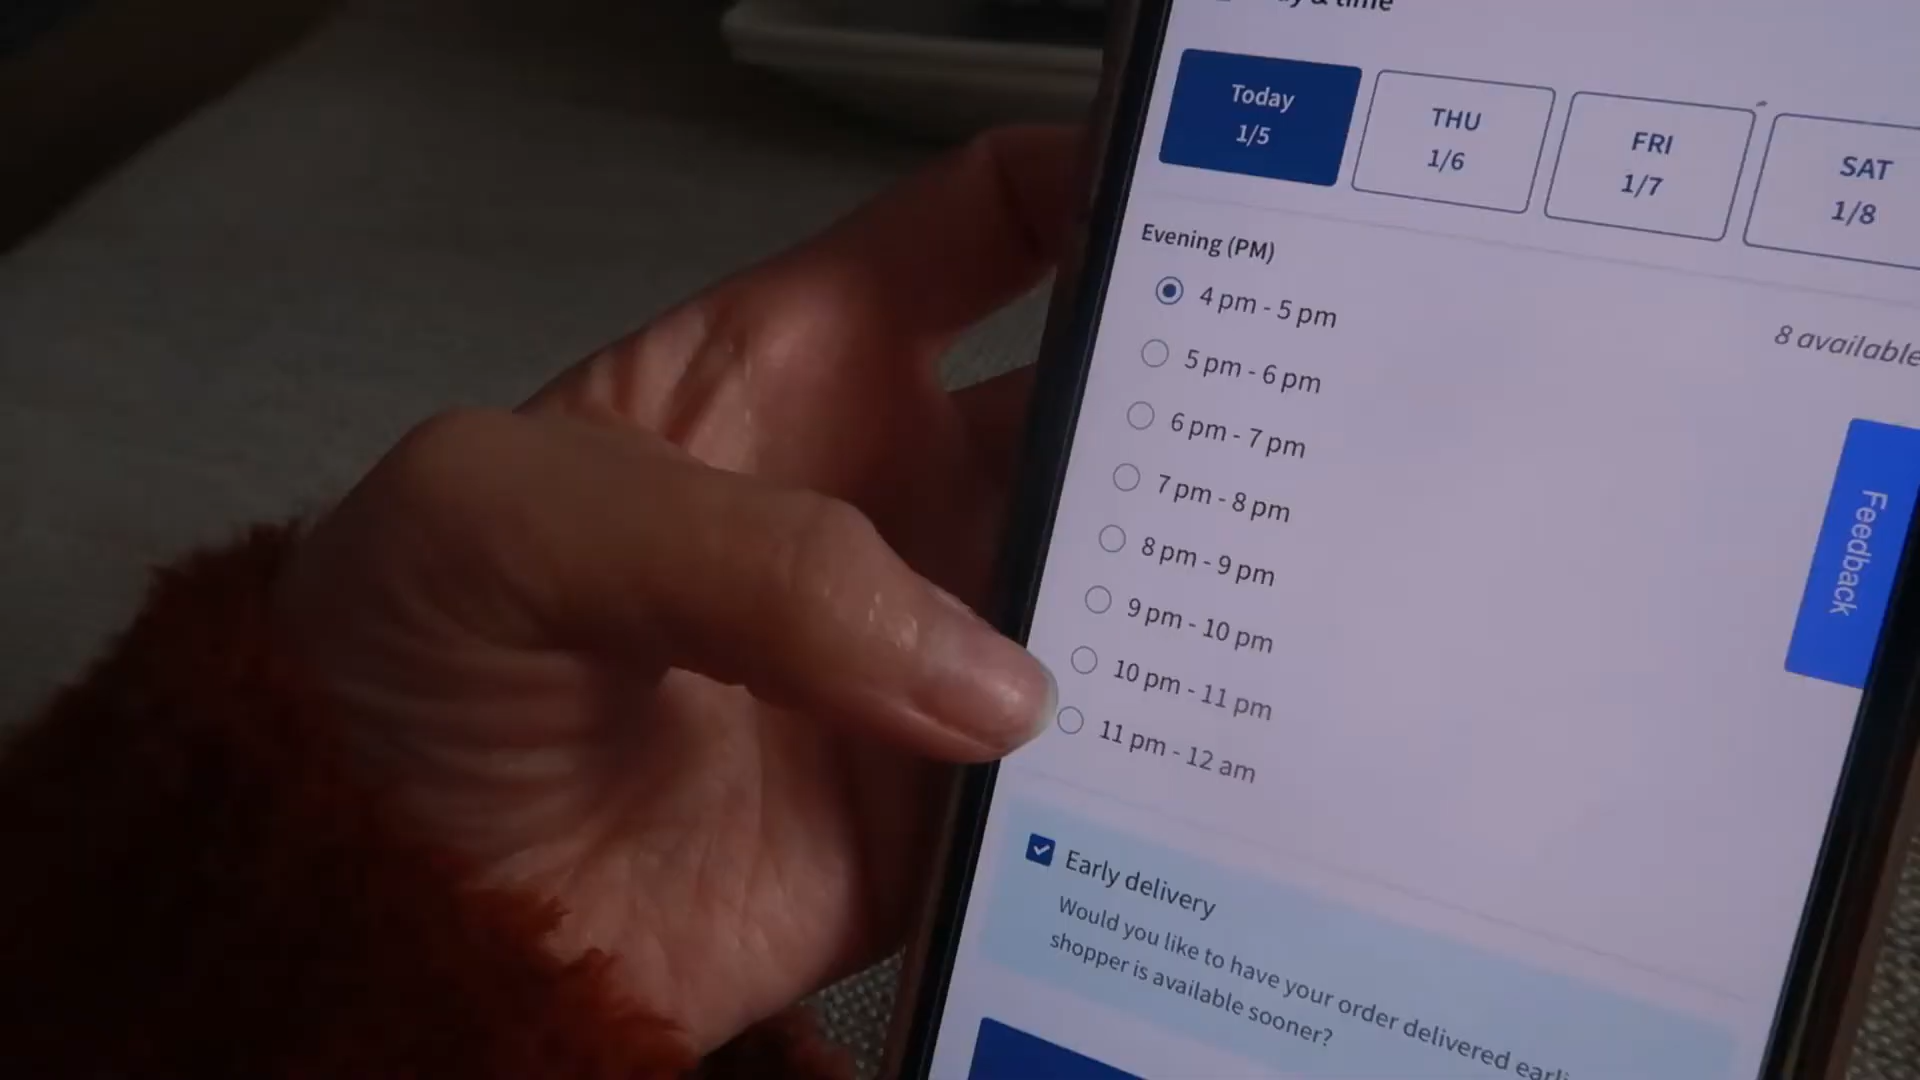 & time
Today
1/5
THU
1/6
FRI
1/7
SAT
1/8
Evening (PM)
8 available
4 pm - 5 pm
5 pm - 6 pm
6 pm - 7 pm
7 pm - 8 pm
8 pm - 9 pm
9 pm - 10 pm
10 pm - 11 pm
11 pm - 12 am
Feedback
Early delivery
Would you like to have your order delivered
shopper is available sooner?